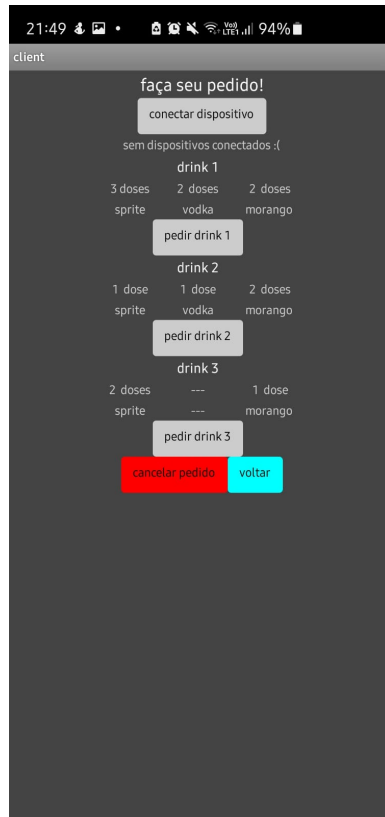 21:49 Vo)) LTE1 94%
client
faça seu pedido!
conectar dispositivo
sem dispositivos conectados :(
drink 1
3 doses 2 doses 2 doses
sprite vodka morango
pedir drink 1
drink 2
1 dose 1 dose 2 doses
sprite vodka morango
pedir drink 2
drink 3
2 doses --- 1 dose
sprite --- morango
pedir drink 3
cancelar pedido voltar